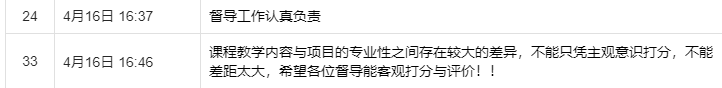 24 4月16日 16:37 督导工作认真负责
33 4月16日 16:46 课程教学内容与项目的专业性之间存在较大的差异，不能只凭主观意识打分，不能
差距太大，希望各位督导能客观打分与评价！！